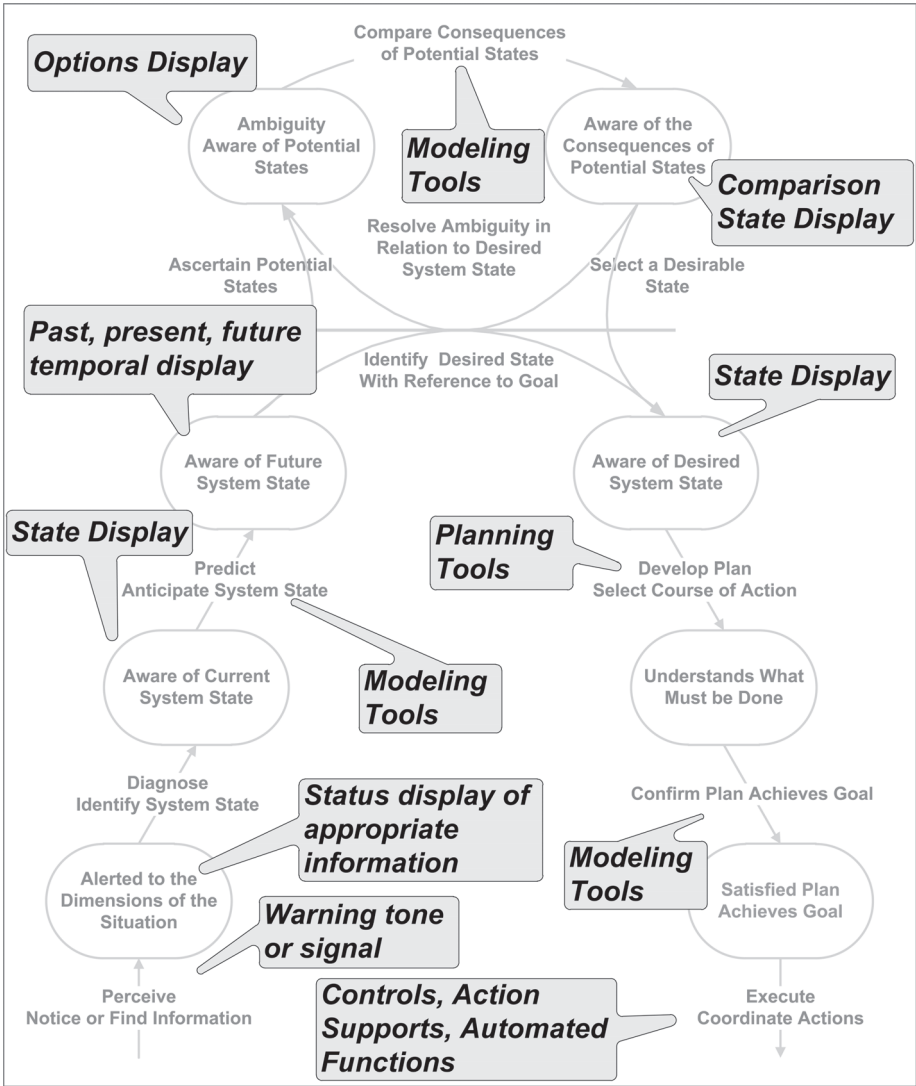 Compare Consequences
of Potential States
Options Display
Ambiguity
Aware of Potential
States
Modeling
Tools
Aware of the
Consequences of
Potential States
Comparison
State Display
Resolve Ambiguity in
Relation to Desired
System State
Ascertain Potential
States
Select a Desirable
State
Past, present, future
temporal display
Identify Desired State
With Reference to Goal
State Display
Aware of Future
System State
Aware of Desired
System State
State Display
Planning
Tools
Predict
Anticipate System State
Develop Plan
Select Course of Action
Aware of Current
System State
Modeling
Tools
Understands What
Must be Done
Diagnose
Identify System State
Status display of
appropriate
information
Confirm Plan Achieves Goal
Modeling
Tools
Alerted to the
Dimensions of the
Situation
Satisfied Plan
Achieves Goal
Warning tone
or signal
Perceive
Notice or Find Information
Controls, Action
Supports, Automated
Functions
Execute
Coordinate Actions